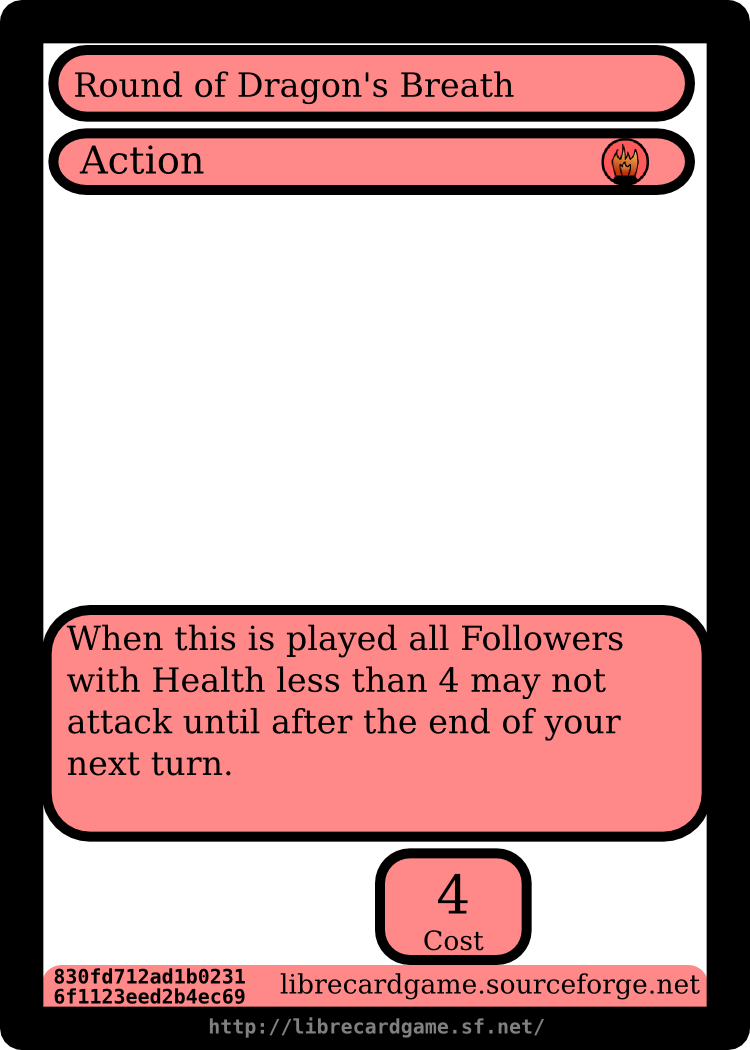 Round of Dragon's Breath
Action
When this is played all Followers
with Health less than 4 may not
attack until after the end of your
next turn.
4
Cost
830fd712ad1b0231
6f1123eed2b4ec69
librecardgame.sourceforge.net
http://librecardgame.sf.net/